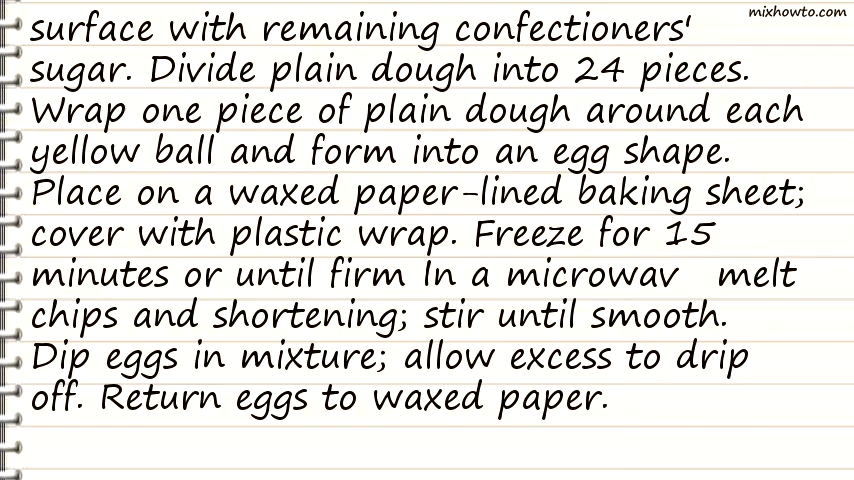 mixhowto.com
surface with remaining confectioners'
sugar. Divide plain dough into 24 pieces.
Wrap one piece of plain dough around each
yellow ball and form into an egg shape.
Place on a waxed paper-lined baking sheet;
cover with plastic wrap. Freeze for 15
minutes or until firm In a microwav melt
chips and shortening; stir until smooth.
Dip eggs in mixture; allow excess to drip
off. Return eggs to waxed paper.